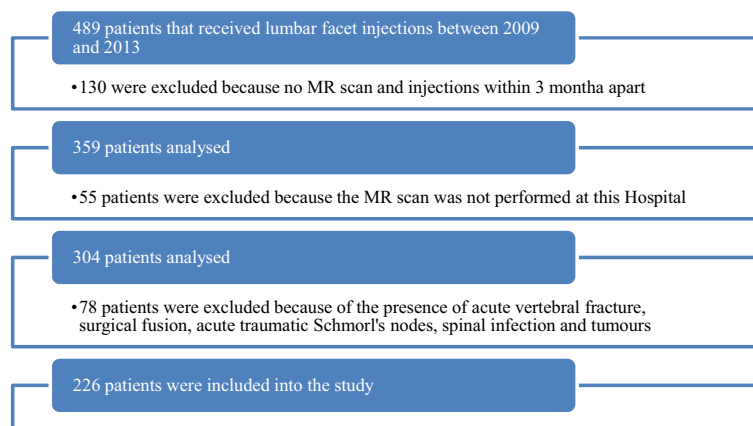 489 patients that received lumbar facet injections between 2009
and 2013
•130 were excluded because no MR scan and injections within 3 montha apart
359 patients analysed
•55 patients were excluded because the MR scan was not performed at this Hospital
304 patients analysed
•78 patients were excluded because of the presence of acute vertebral fracture,
surgical fusion, acute traumatic Schmorl's nodes, spinal infection and tumours
226 patients were included into the study